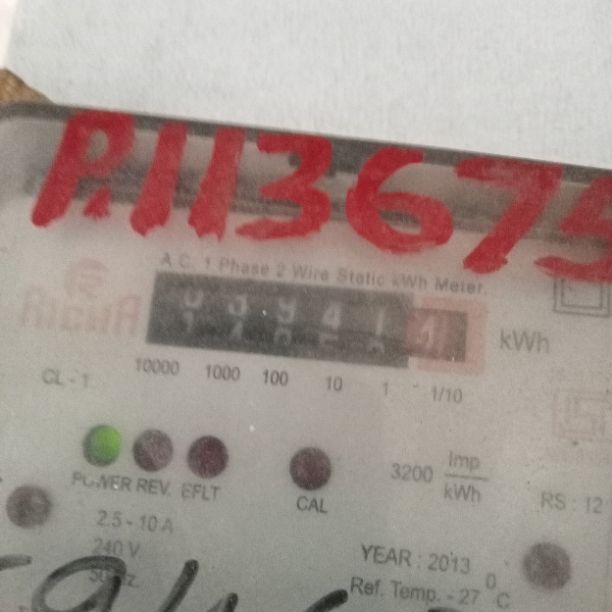 P.113675
A.C. 1 Phase 2 Wire Static kWh Meter.
kWh
CL - 1
10000 1000 100 10 1 1/10
POWER REV. EFLT
CAL
3200 Imp
kWh
RS : 12
2.5 - 10 A
240 V
YEAR : 2013
Ref. Temp. - 27 °C